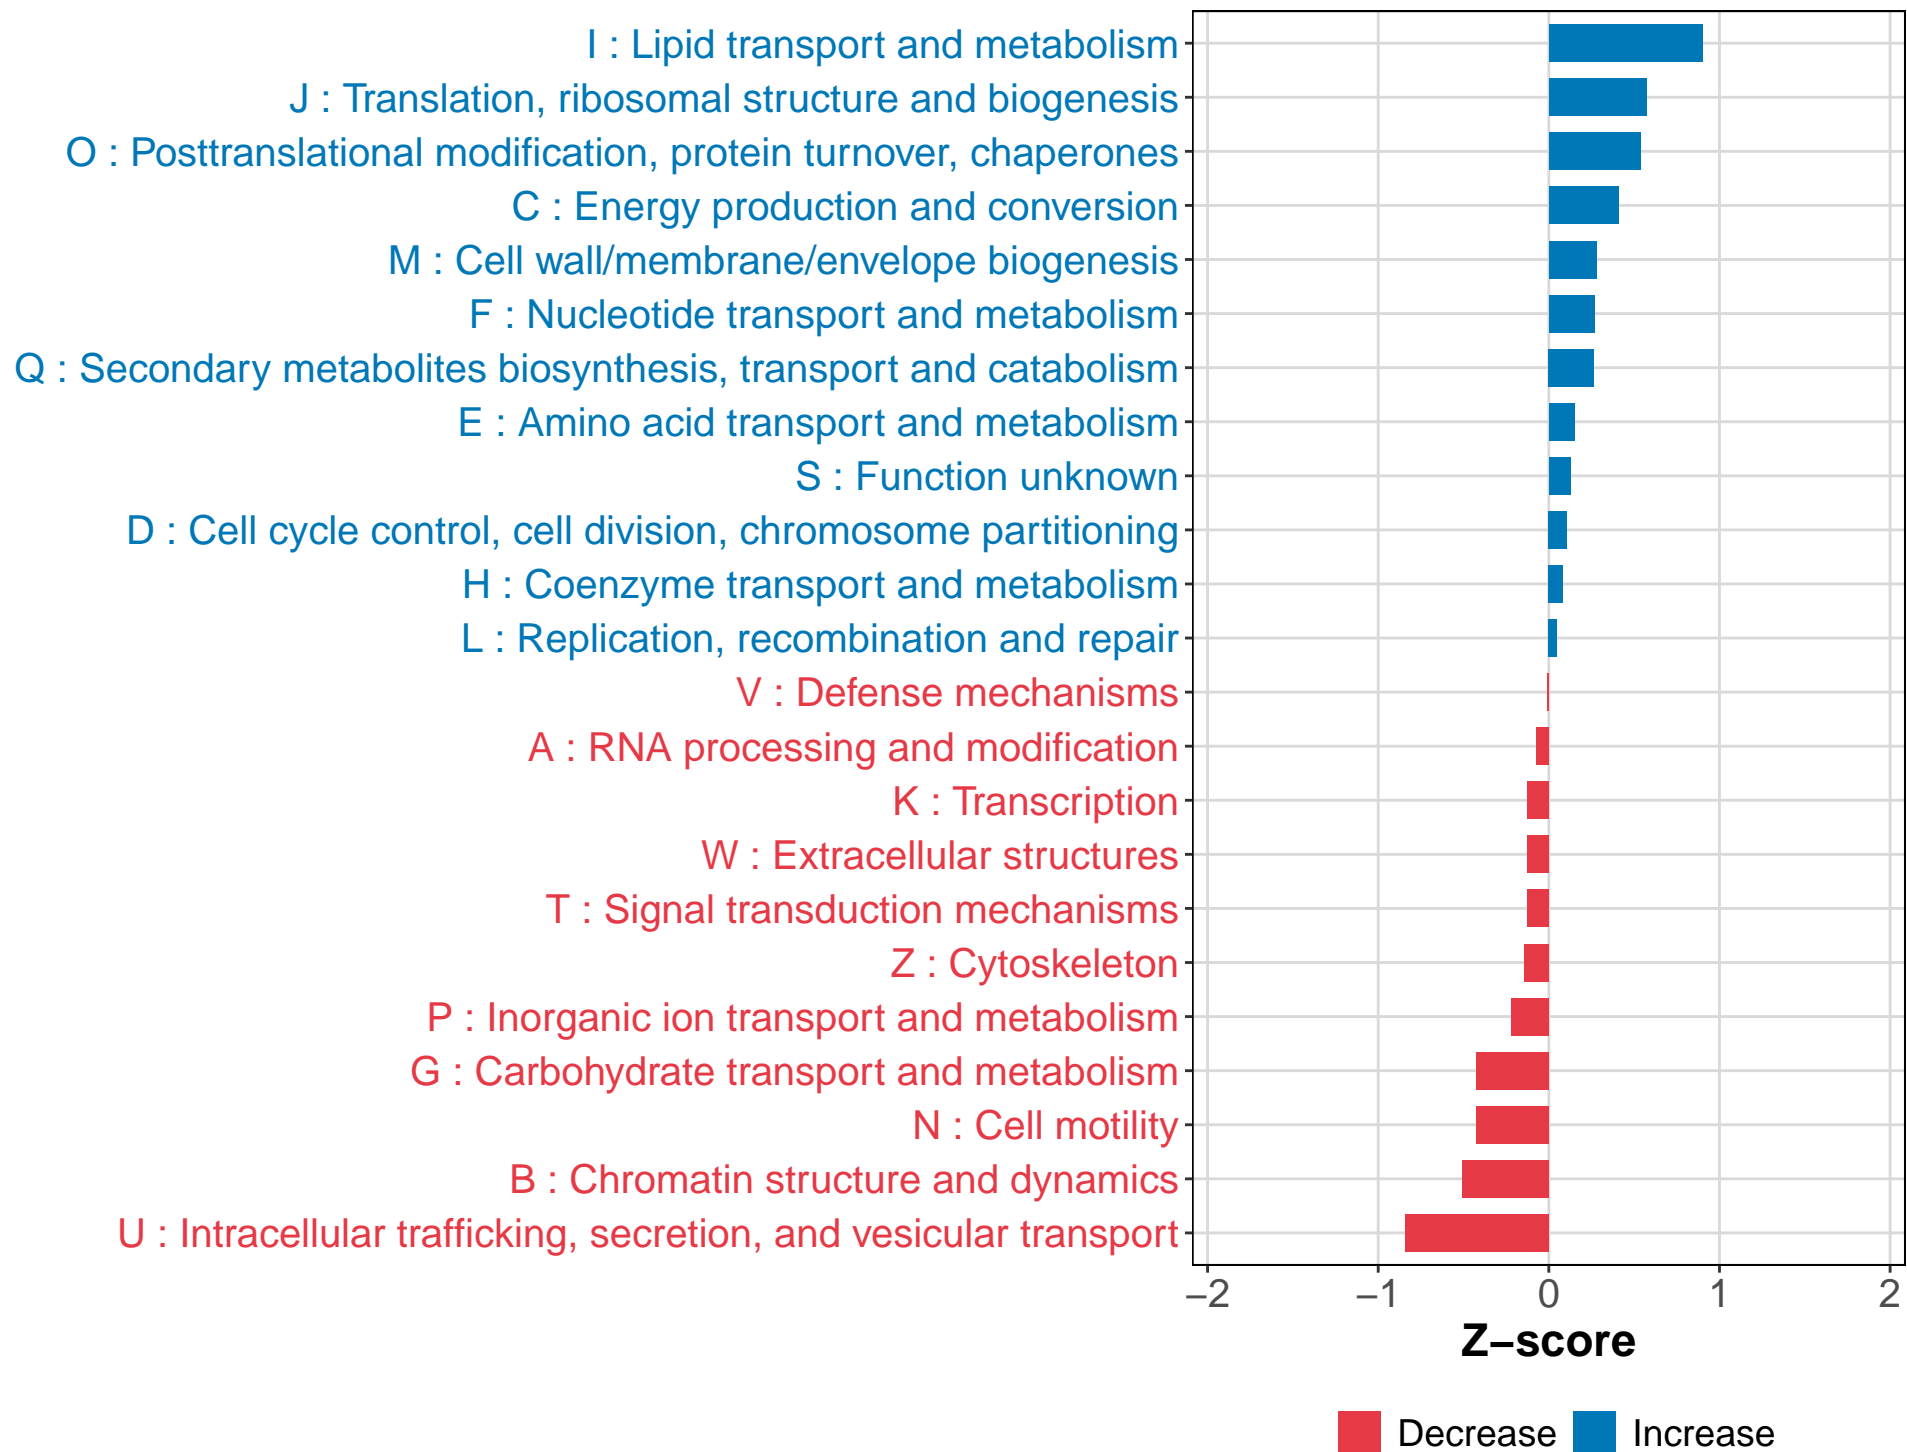 I : Lipid transport and metabolism
J : Translation, ribosomal structure and biogenesis
O : Posttranslational modification, protein turnover, chaperones
C : Energy production and conversion
M : Cell wall/membrane/envelope biogenesis
F : Nucleotide transport and metabolism
Q : Secondary metabolites biosynthesis, transport and catabolism
E : Amino acid transport and metabolism
S : Function unknown
D : Cell cycle control, cell division, chromosome partitioning
H : Coenzyme transport and metabolism
L : Replication, recombination and repair
V : Defense mechanisms
A : RNA processing and modification
K : Transcription
W : Extracellular structures
T : Signal transduction mechanisms
Z : Cytoskeleton
P : Inorganic ion transport and metabolism
G : Carbohydrate transport and metabolism
N : Cell motility
B : Chromatin structure and dynamics
U : Intracellular trafficking, secretion, and vesicular transport
−2 −1 0 1 2
Z−score
Decrease Increase